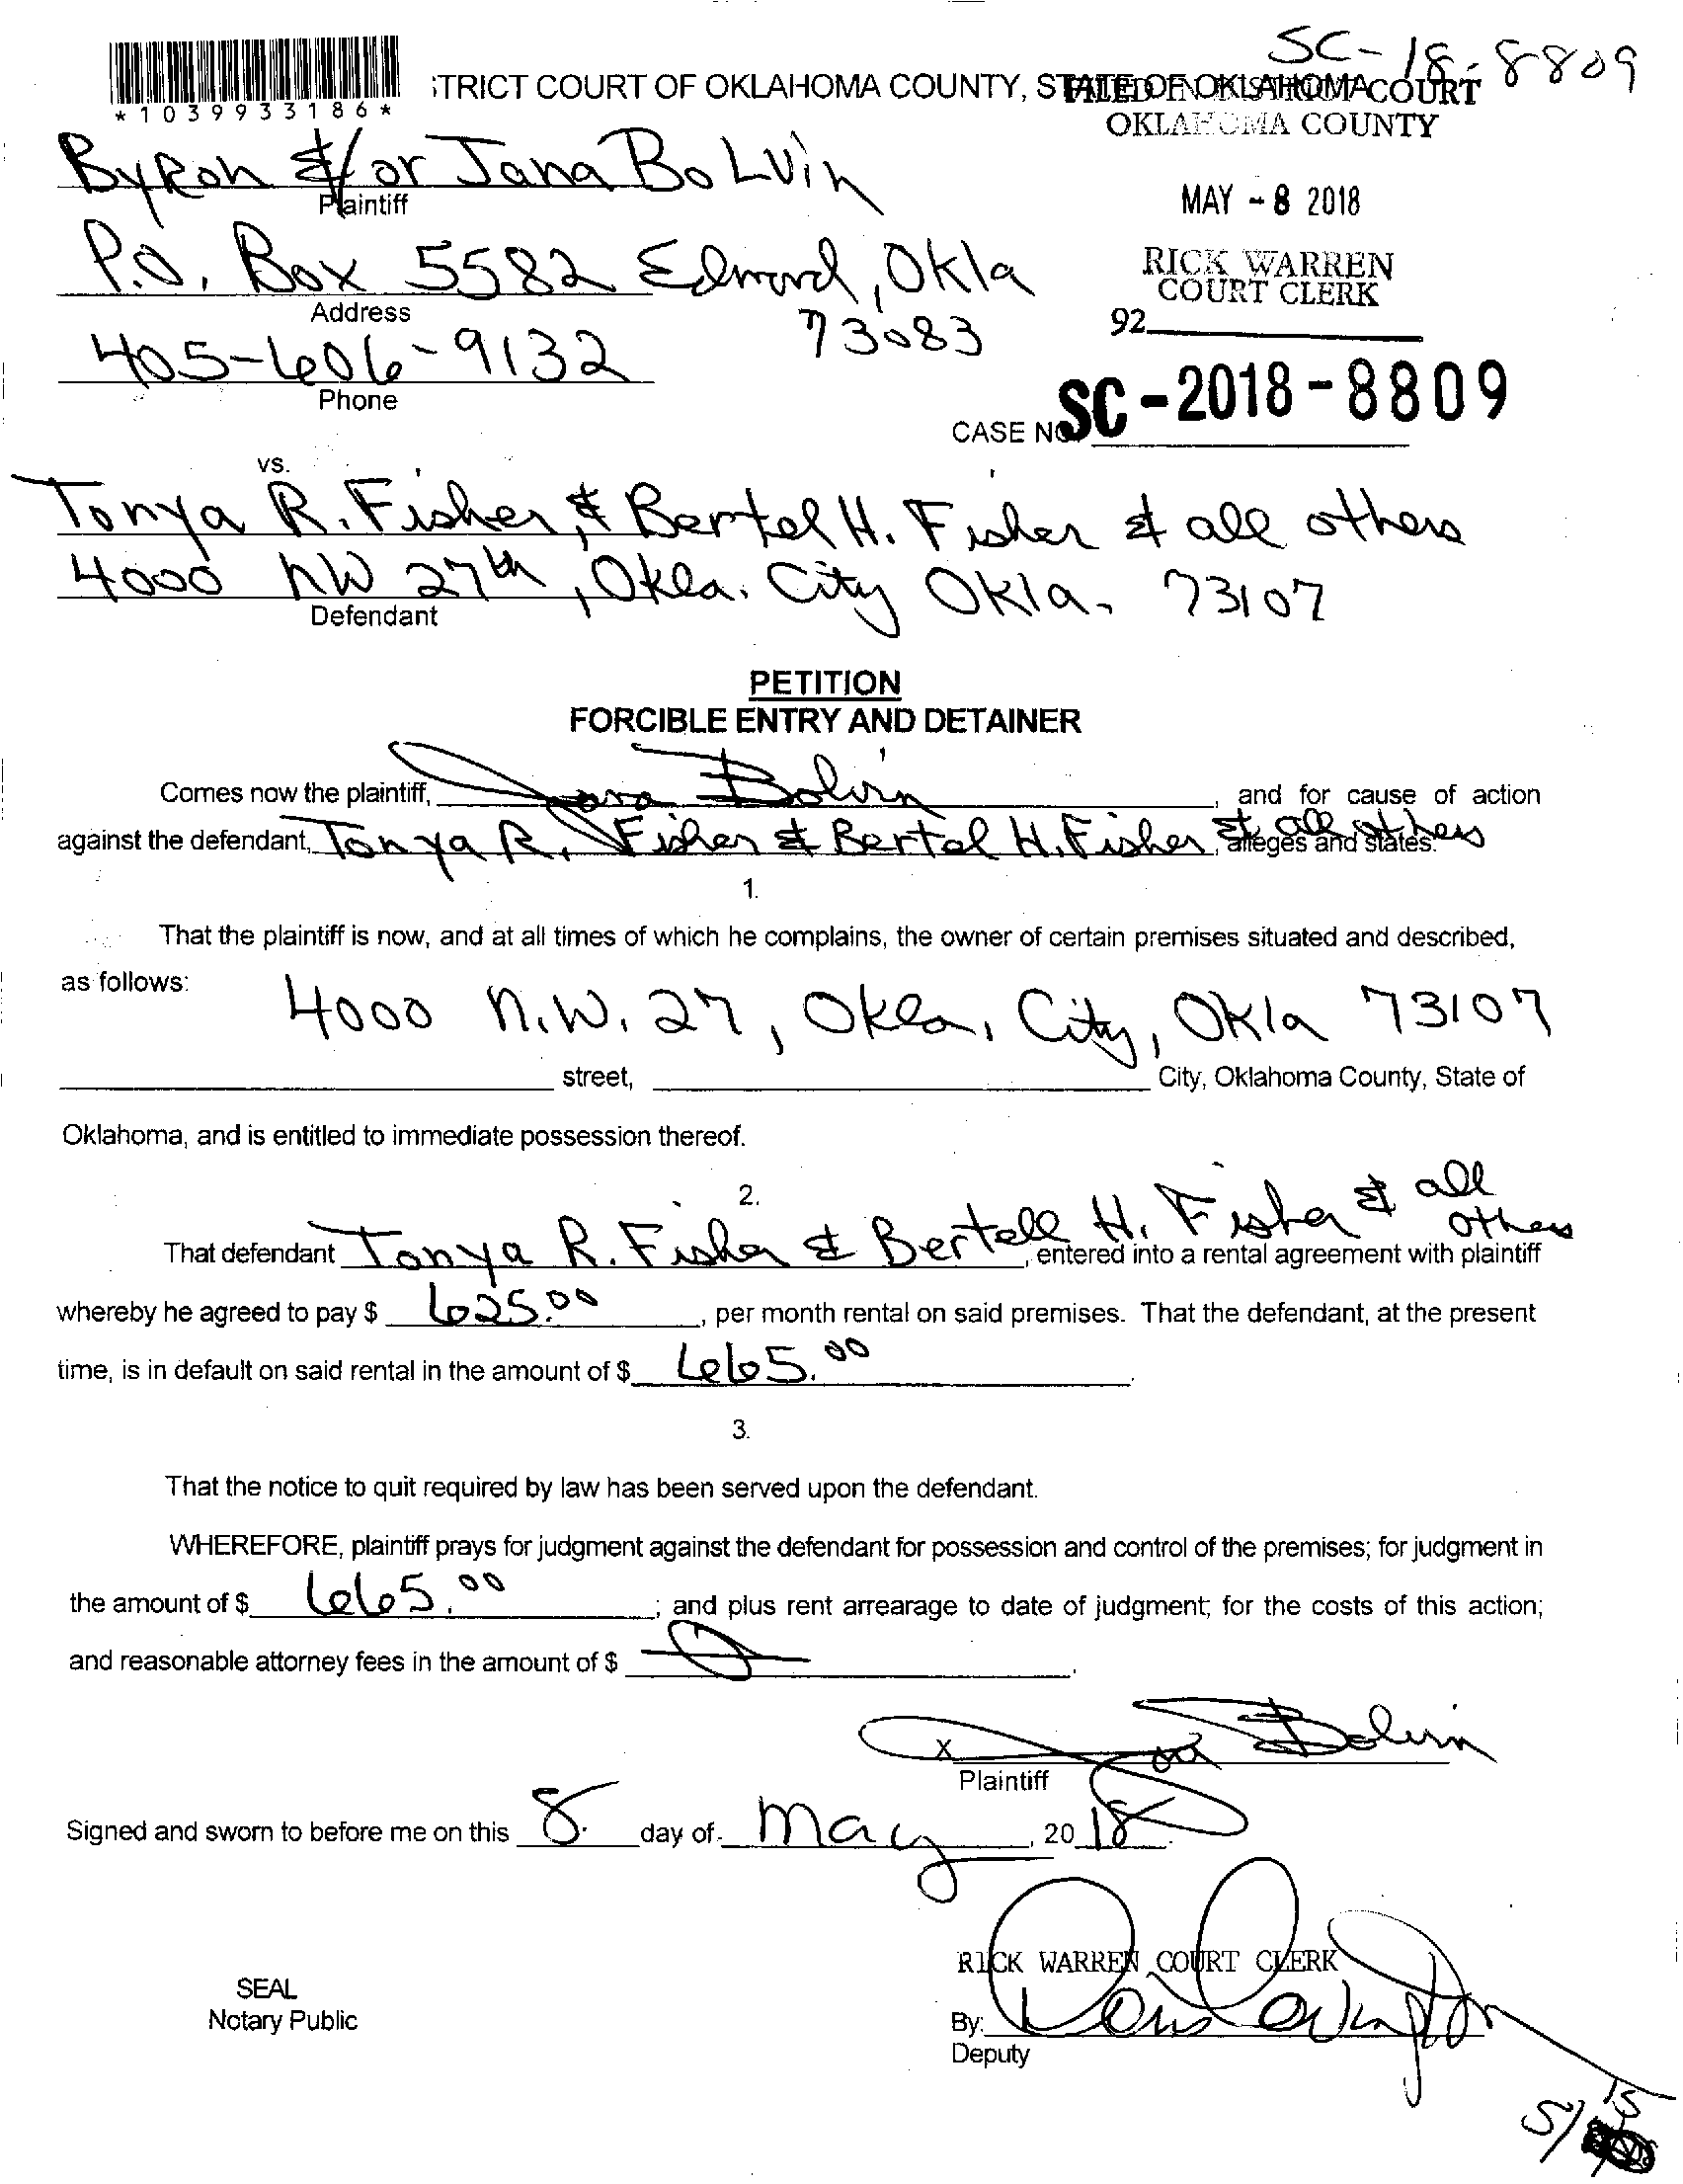 SC-18-8809
*1039933186*
TRICT COURT OF OKLAHOMA COUNTY, STATE OF OKLAHOMA
FILED IN DISTRICT COURT
OKLAHOMA COUNTY
MAY - 8 2018
RICK WARREN
COURT CLERK
92
Byron &/or Jana BoLvin
Plaintiff
P.O. Box 5582 Edmond, Okla
73083
Address
405-606-9132
Phone
CASE NO. SC-2018-8809
vs.
Tonya R. Fisher & Bertel H. Fisher & all others
4000 NW 27th, Okla. City Okla. 73107
Defendant
PETITION
FORCIBLE ENTRY AND DETAINER
Comes now the plaintiff, Jana Bolvin, and for cause of action
against the defendant, Tonya R. Fisher & Bertel H. Fisher & all others, alleges and states:
1.
That the plaintiff is now, and at all times of which he complains, the owner of certain premises situated and described,
as follows:
4000 N.W. 27, Okla. City, Okla 73107
street, City, Oklahoma County, State of
Oklahoma, and is entitled to immediate possession thereof.
2.
That defendant Tonya R. Fisher & Bertell H. Fisher & all others, entered into a rental agreement with plaintiff
whereby he agreed to pay $ 625.00, per month rental on said premises. That the defendant, at the present
time, is in default on said rental in the amount of $ 665.00.
3.
That the notice to quit required by law has been served upon the defendant.
WHEREFORE, plaintiff prays for judgment against the defendant for possession and control of the premises; for judgment in
the amount of $ 665.00; and plus rent arrearage to date of judgment; for the costs of this action;
and reasonable attorney fees in the amount of $
X Jana Bolvin
Plaintiff
Signed and sworn to before me on this 8 day of May, 2018.
RICK WARREN COURT CLERK
SEAL
Notary Public
By:
Deputy
5/15